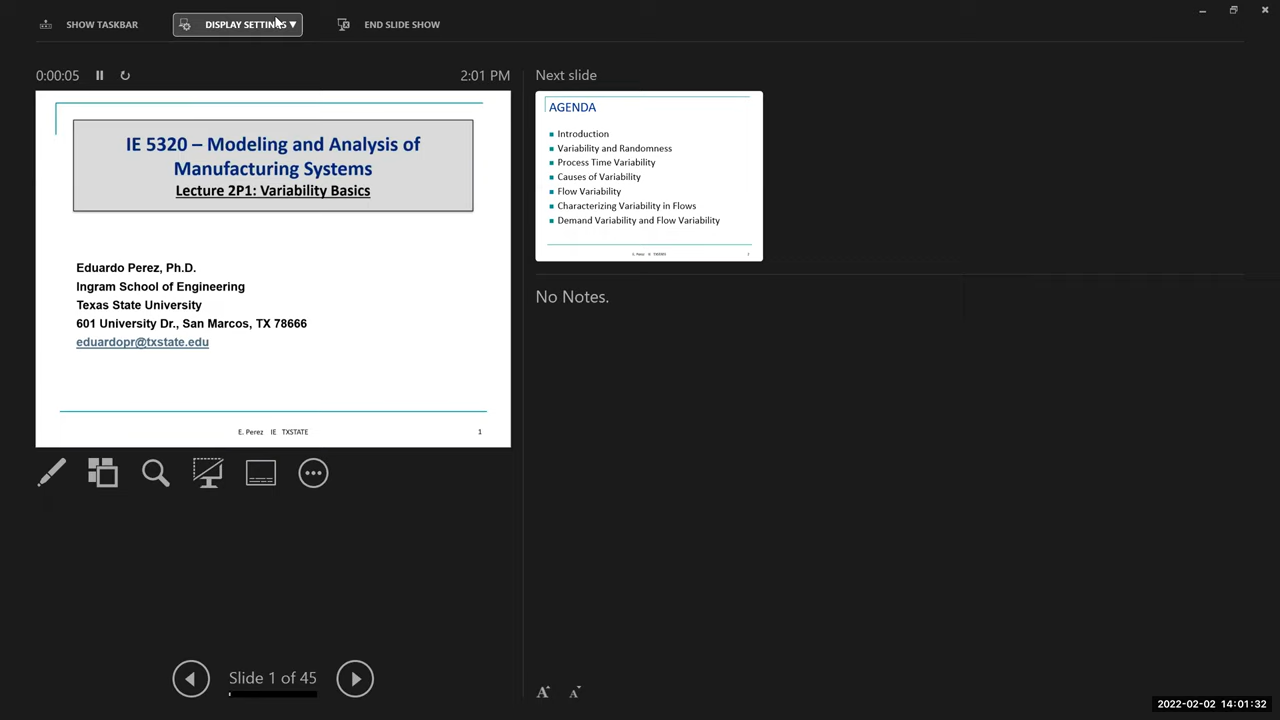 SHOW TASKBAR
DISPLAY SETTINGS ▼
END SLIDE SHOW
0:00:05
2:01 PM
IE 5320 – Modeling and Analysis of
Manufacturing Systems
Lecture 2P1: Variability Basics
Eduardo Perez, Ph.D.
Ingram School of Engineering
Texas State University
601 University Dr., San Marcos, TX 78666
eduardopr@txstate.edu
E. Perez IE TXSTATE
1
Next slide
AGENDA
Introduction
Variability and Randomness
Process Time Variability
Causes of Variability
Flow Variability
Characterizing Variability in Flows
Demand Variability and Flow Variability
E. Perez IE TXSTATE
2
No Notes.
Slide 1 of 45
A A
2022-02-02 14:01:32